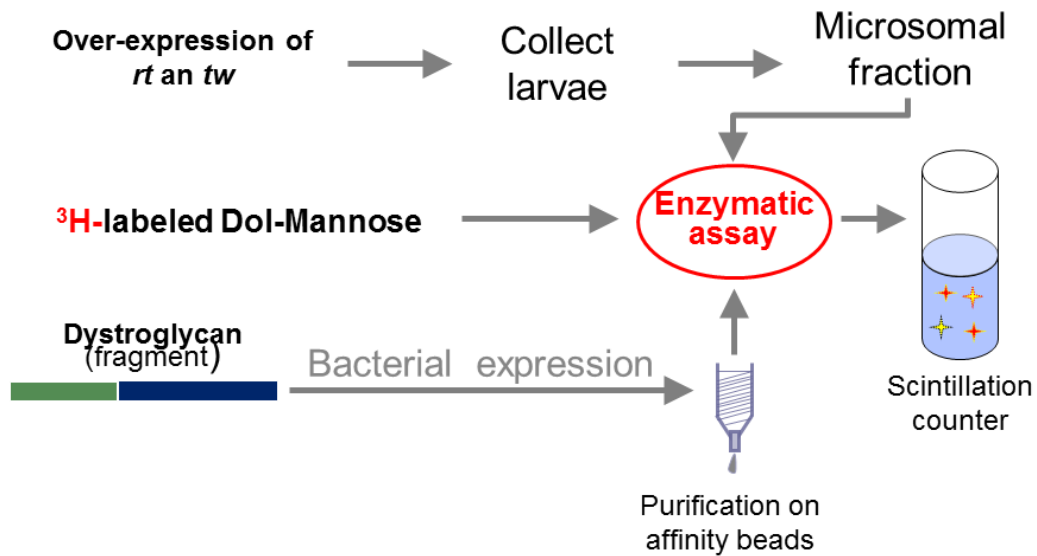 Over-expression of
rt an tw
Collect
larvae
Microsomal
fraction
³H-labeled Dol-Mannose
Enzymatic
assay
Dystroglycan
(fragment)
Bacterial expression
Scintillation
counter
Purification on
affinity beads